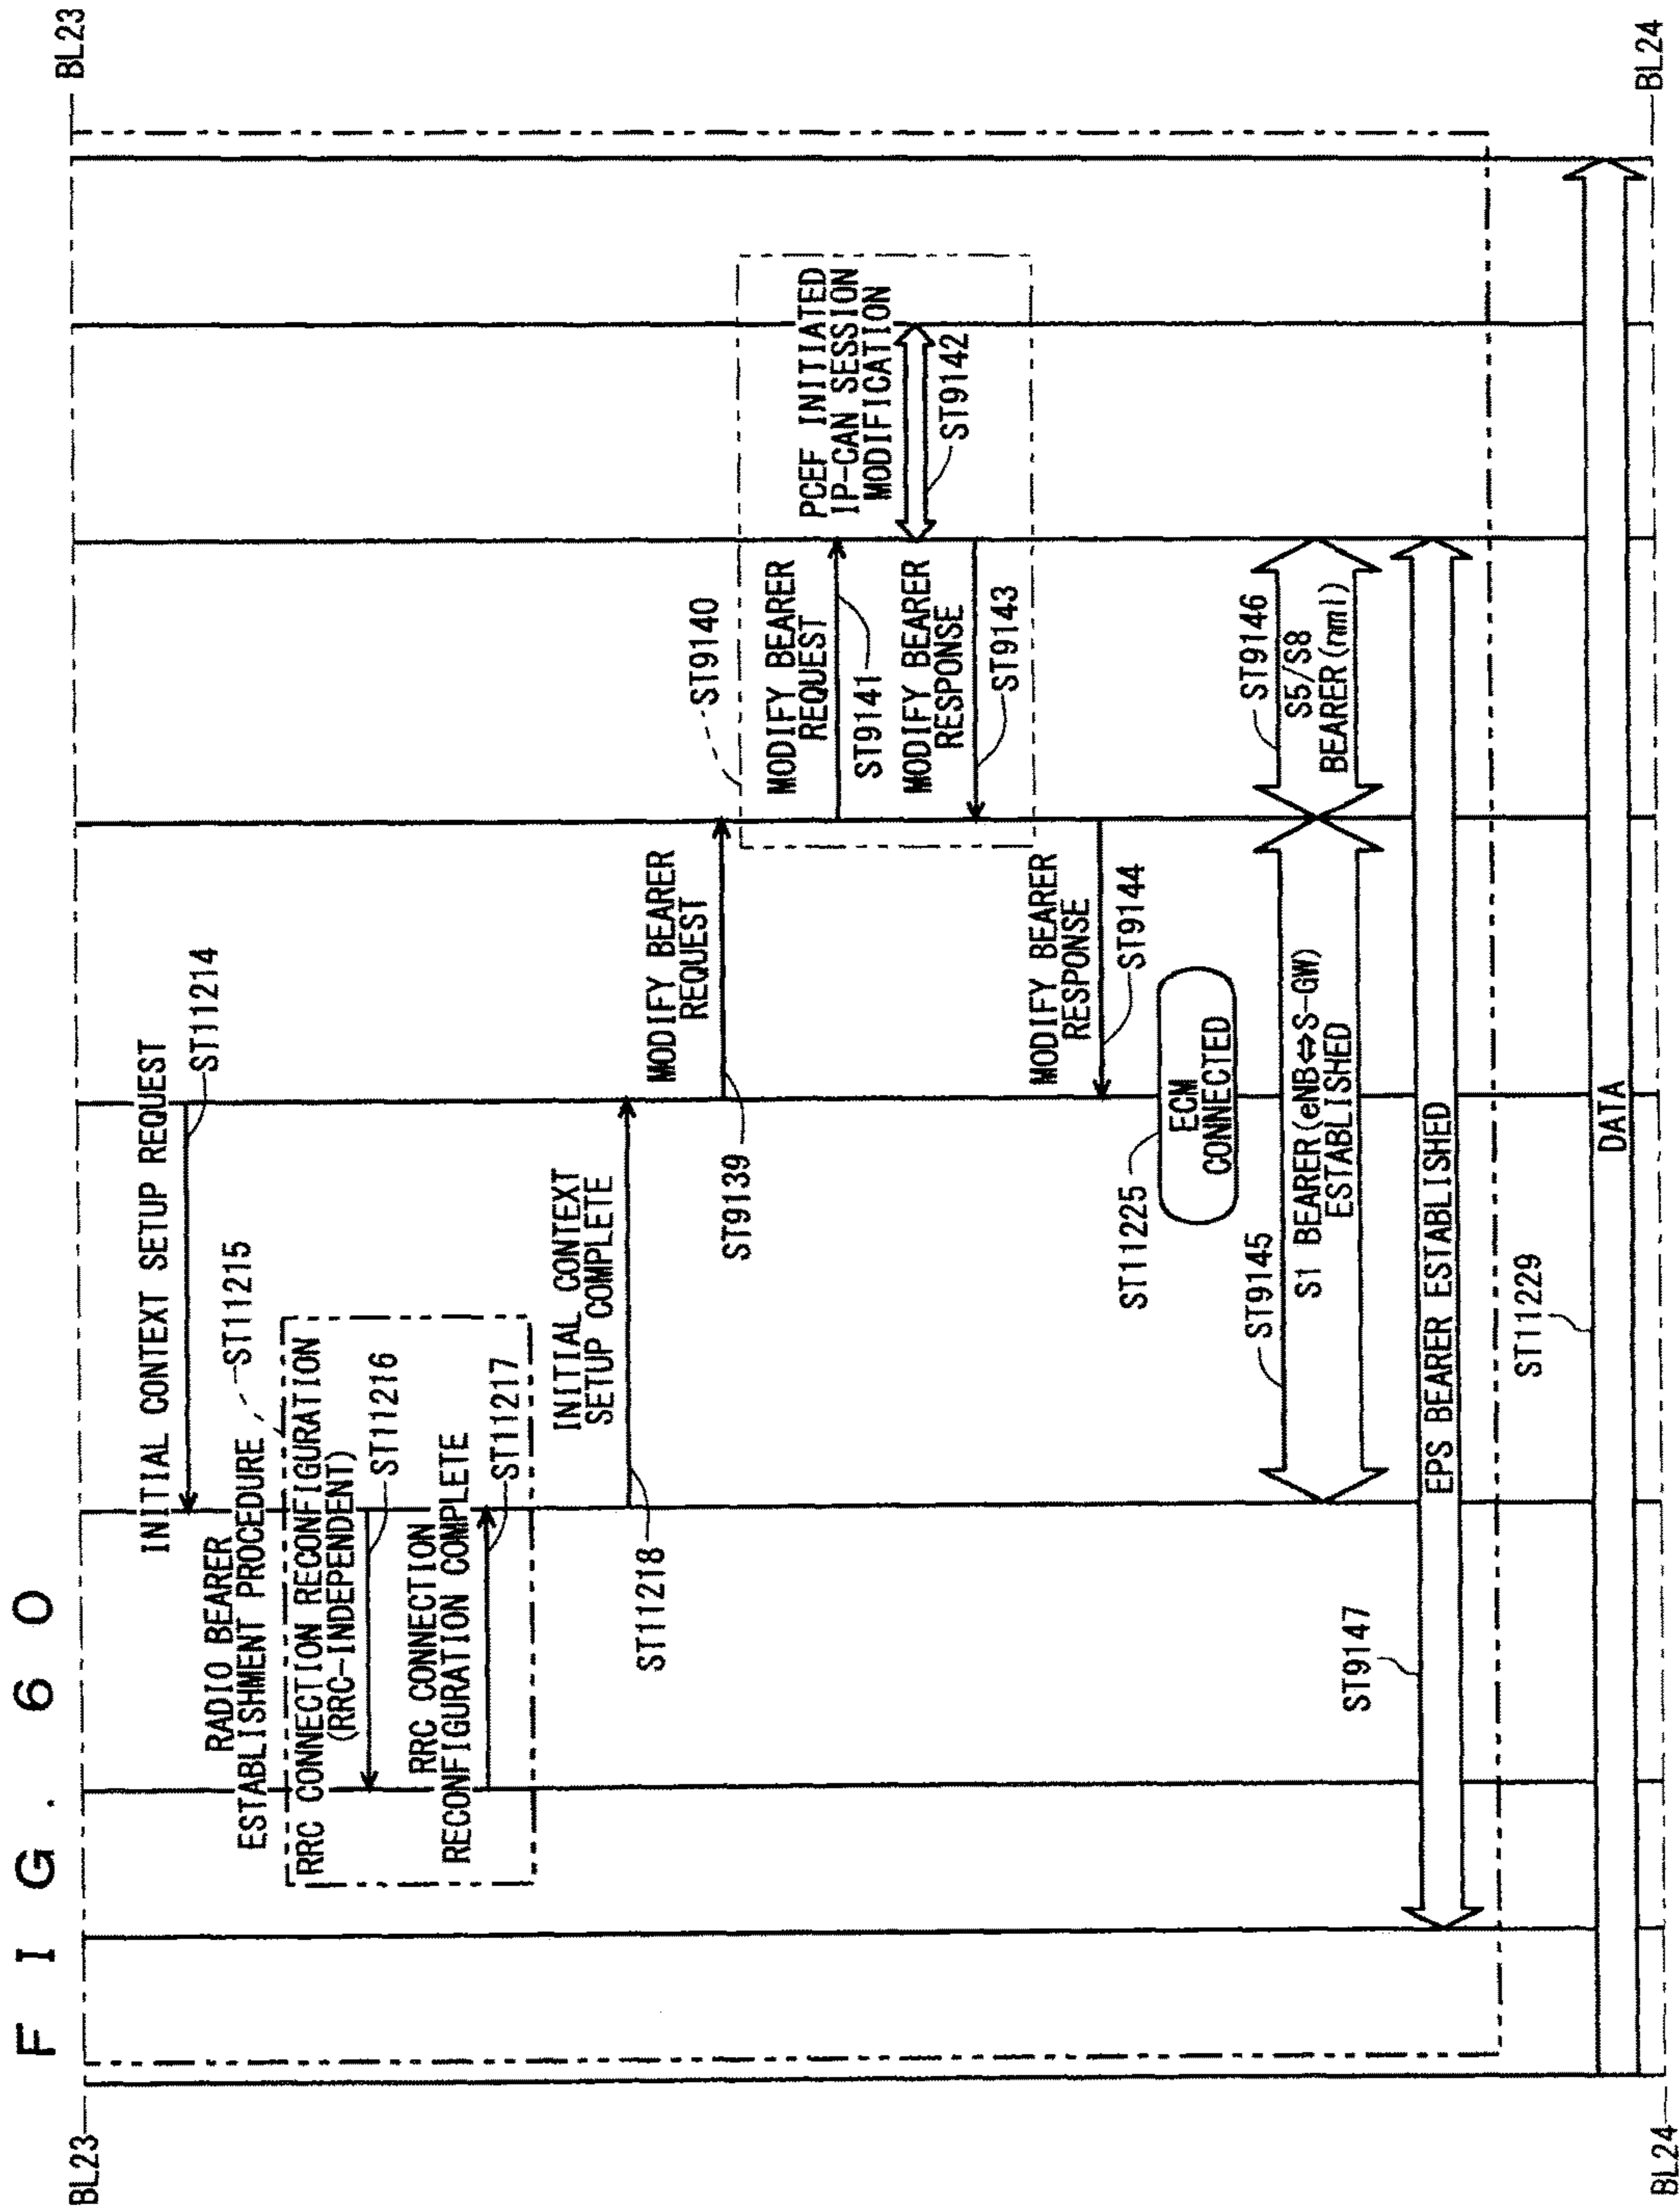 FIG. 60
BL23
BL23
INITIAL CONTEXT SETUP REQUEST
ST11214
RADIO BEARER
ESTABLISHMENT PROCEDURE
ST11215
RRC CONNECTION RECONFIGURATION
(RRC-INDEPENDENT)
ST11216
RRC CONNECTION
RECONFIGURATION COMPLETE
ST11217
INITIAL CONTEXT
SETUP COMPLETE
ST11218
MODIFY BEARER
REQUEST
ST9139
ST9140
MODIFY BEARER
REQUEST
ST9141
PCEF INITIATED
IP-CAN SESSION
MODIFICATION
ST9142
MODIFY BEARER
RESPONSE
ST9143
MODIFY BEARER
RESPONSE
ST9144
ST11225
ECM
CONNECTED
ST9145
S1 BEARER(eNB⇔S-GW)
ESTABLISHED
ST9146
S5/S8
BEARER(nml)
ST9147
EPS BEARER ESTABLISHED
ST11229
DATA
BL24
BL24